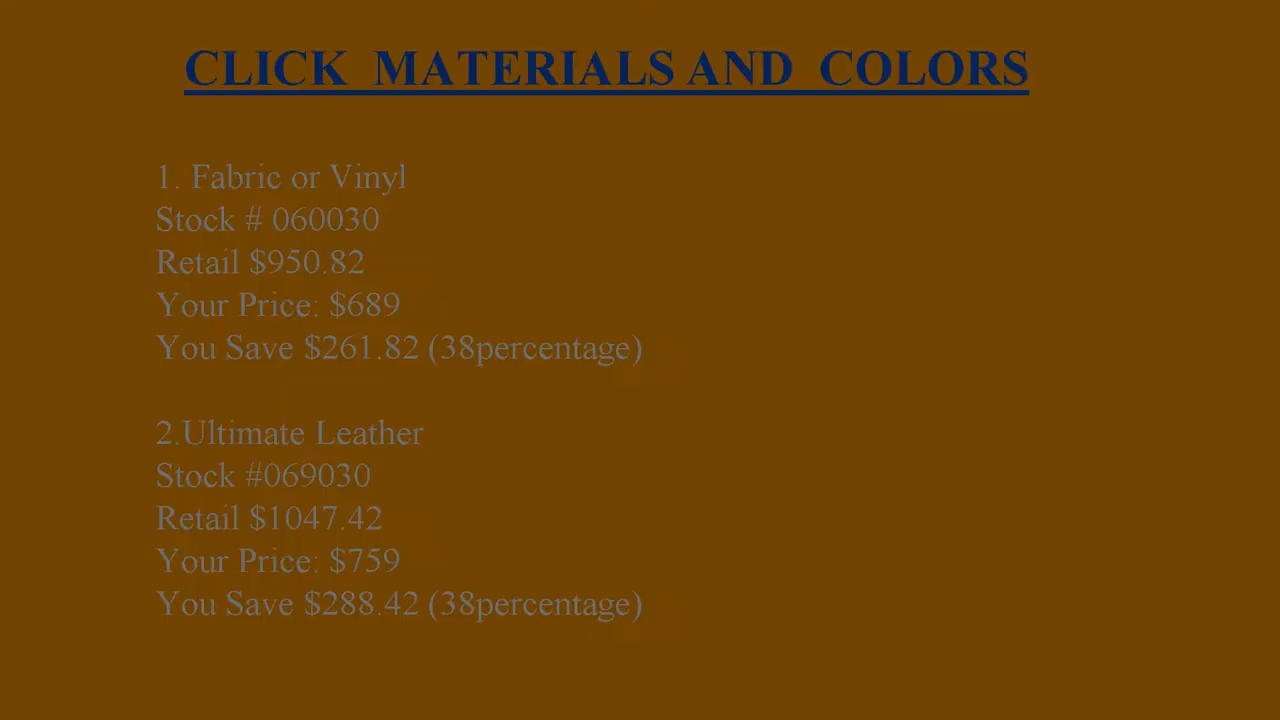 CLICK MATERIALS AND COLORS
1. Fabric or Vinyl
Stock # 060030
Retail $950.82
Your Price: $689
You Save $261.82 (38percentage)
2.Ultimate Leather
Stock #069030
Retail $1047.42
Your Price: $759
You Save $288.42 (38percentage)